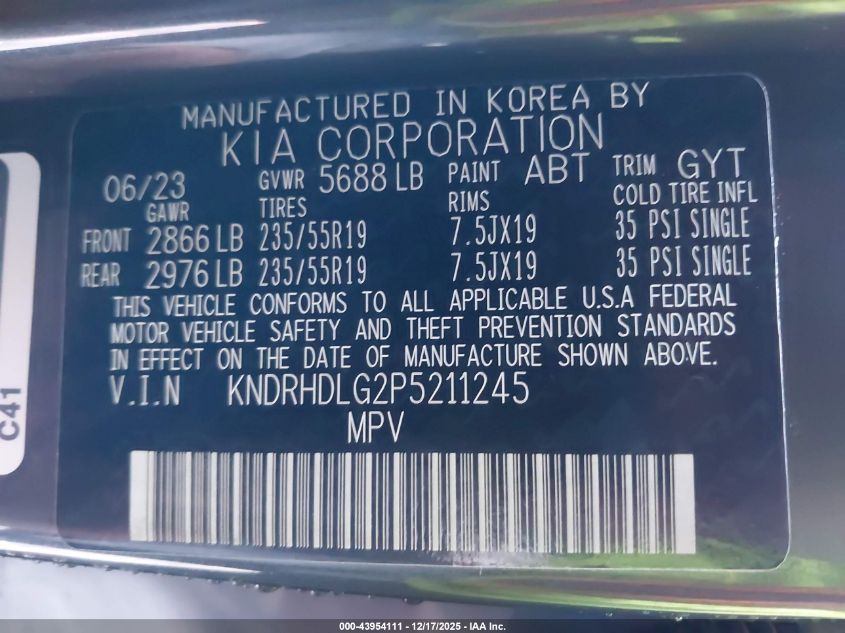 MANUFACTURED IN KOREA BY
KIA CORPORATION
06/23 GVWR 5688 LB PAINT ABT TRIM GYT
GAWR TIRES RIMS COLD TIRE INFL
FRONT 2866 LB 235/55R19 7.5JX19 35 PSI SINGLE
REAR 2976 LB 235/55R19 7.5JX19 35 PSI SINGLE
THIS VEHICLE CONFORMS TO ALL APPLICABLE U.S.A FEDERAL
MOTOR VEHICLE SAFETY AND THEFT PREVENTION STANDARDS
IN EFFECT ON THE DATE OF MANUFACTURE SHOWN ABOVE.
V.I.N KNDRHDLG2P5211245
MPV
C41
000-43954111 - 12/17/2025 - IAA Inc.